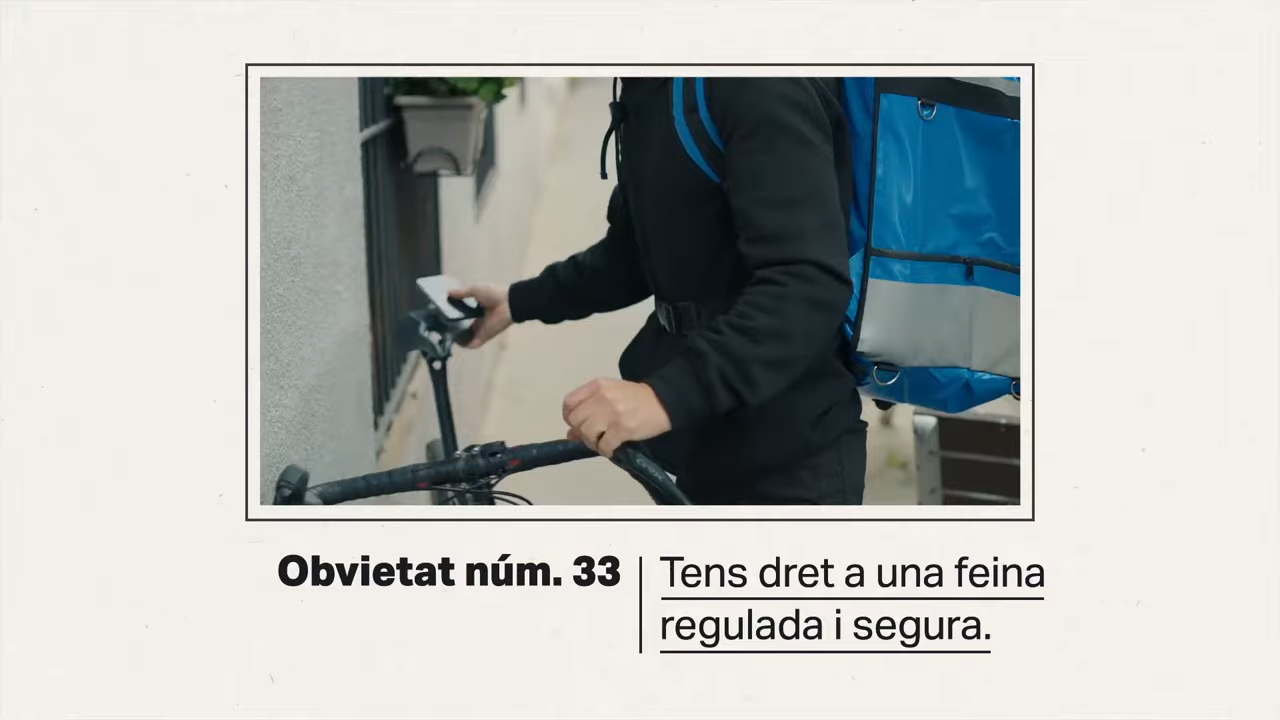 Obvietat núm. 33
Tens dret a una feina
regulada i segura.